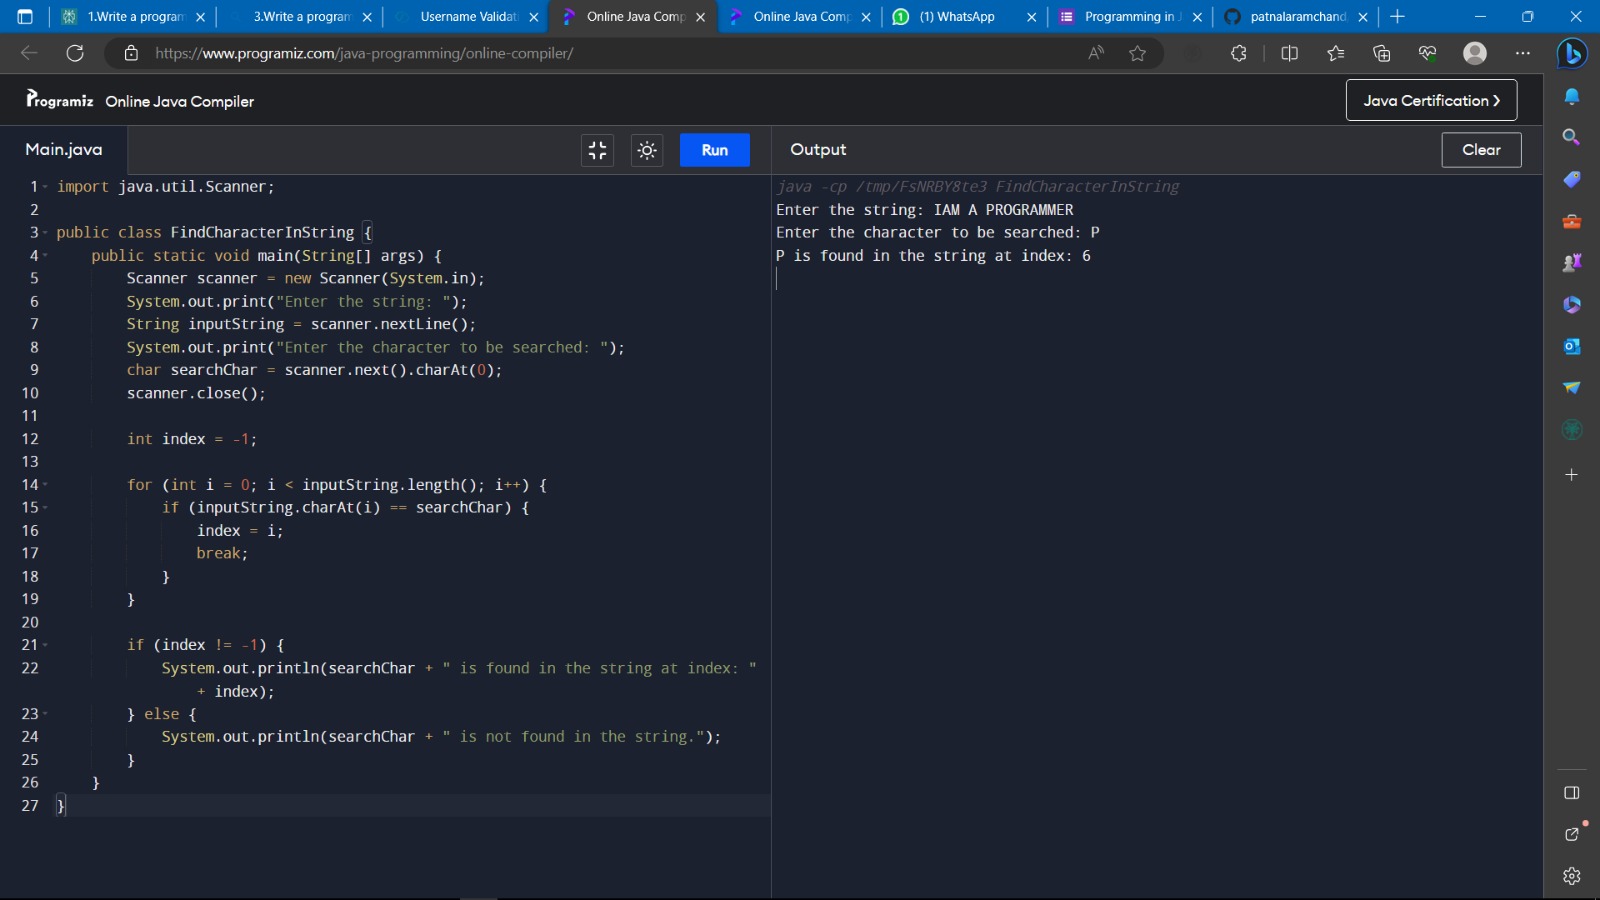 1.Write a program
3.Write a program
Username Validati
Online Java Comp
Online Java Comp
(1) WhatsApp
Programming in J
patnalaramchand
https://www.programiz.com/java-programming/online-compiler/
Programiz Online Java Compiler
Java Certification >
Main.java
Run
Output
Clear
1 import java.util.Scanner;
2
3 public class FindCharacterInString {
4 public static void main(String[] args) {
5 Scanner scanner = new Scanner(System.in);
6 System.out.print("Enter the string: ");
7 String inputString = scanner.nextLine();
8 System.out.print("Enter the character to be searched: ");
9 char searchChar = scanner.next().charAt(0);
10 scanner.close();
11
12 int index = -1;
13
14 for (int i = 0; i < inputString.length(); i++) {
15 if (inputString.charAt(i) == searchChar) {
16 index = i;
17 break;
18 }
19 }
20
21 if (index != -1) {
22 System.out.println(searchChar + " is found in the string at index: "
+ index);
23 } else {
24 System.out.println(searchChar + " is not found in the string.");
25 }
26 }
27 }
java -cp /tmp/FsNRBY8te3 FindCharacterInString
Enter the string: IAM A PROGRAMMER
Enter the character to be searched: P
P is found in the string at index: 6